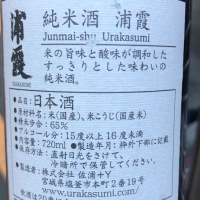 浦霞
URAKASUMI
純米酒 浦霞
Junmai-shu Urakasumi
米の旨味と酸味が調和した
すっきりとした味わいの
純米酒。
品目:日本酒
●原材料名:米(国産)、米こうじ(国産米)
●精米歩合:65%
●アルコール分:15度以上16度未満
●内容量:720ml ●製造年月:枠外下部に記載
●保存方法:直射日光をさけて、
冷暗所で保管してください。
製造者 株式会社 佐浦＋Y
宮城県塩釜市本町2番19号
www.urakasumi.com/